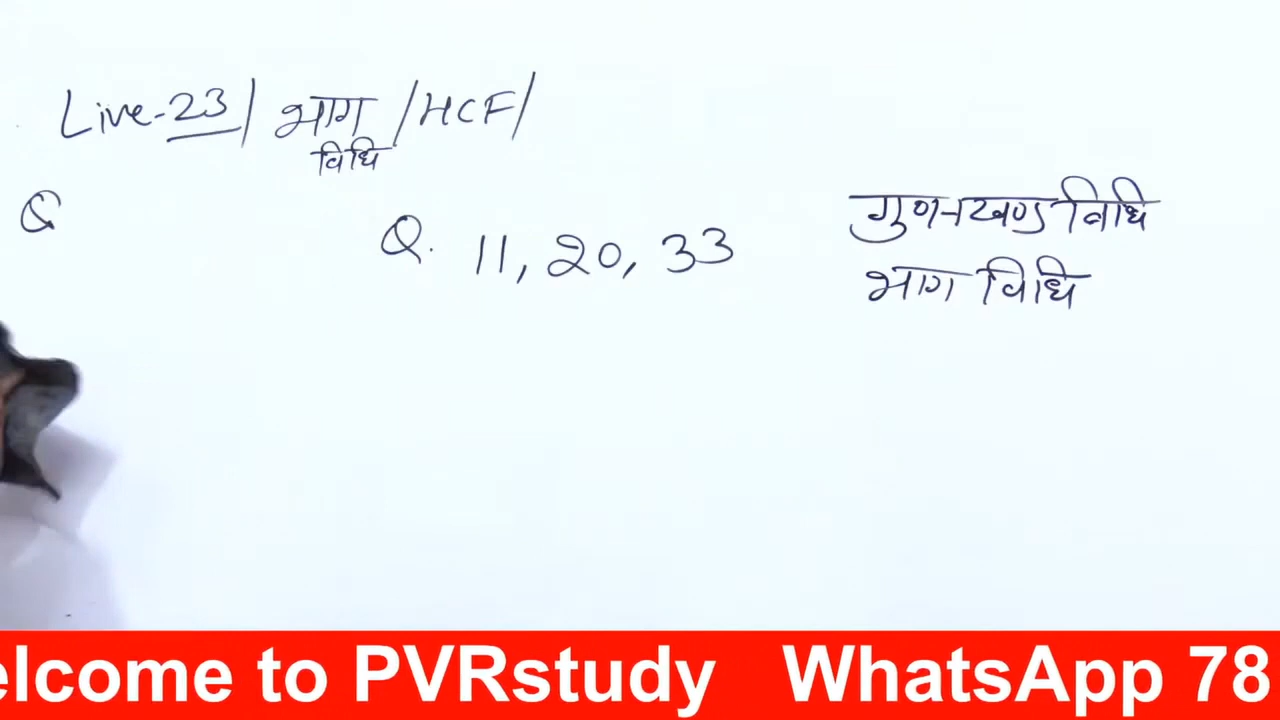 Live-23/ भाग /HCF/
विधि
Q
Q. 11, 20, 33
गुणनखण्ड विधि
भाग विधि
elcome to PVRstudy WhatsApp 78